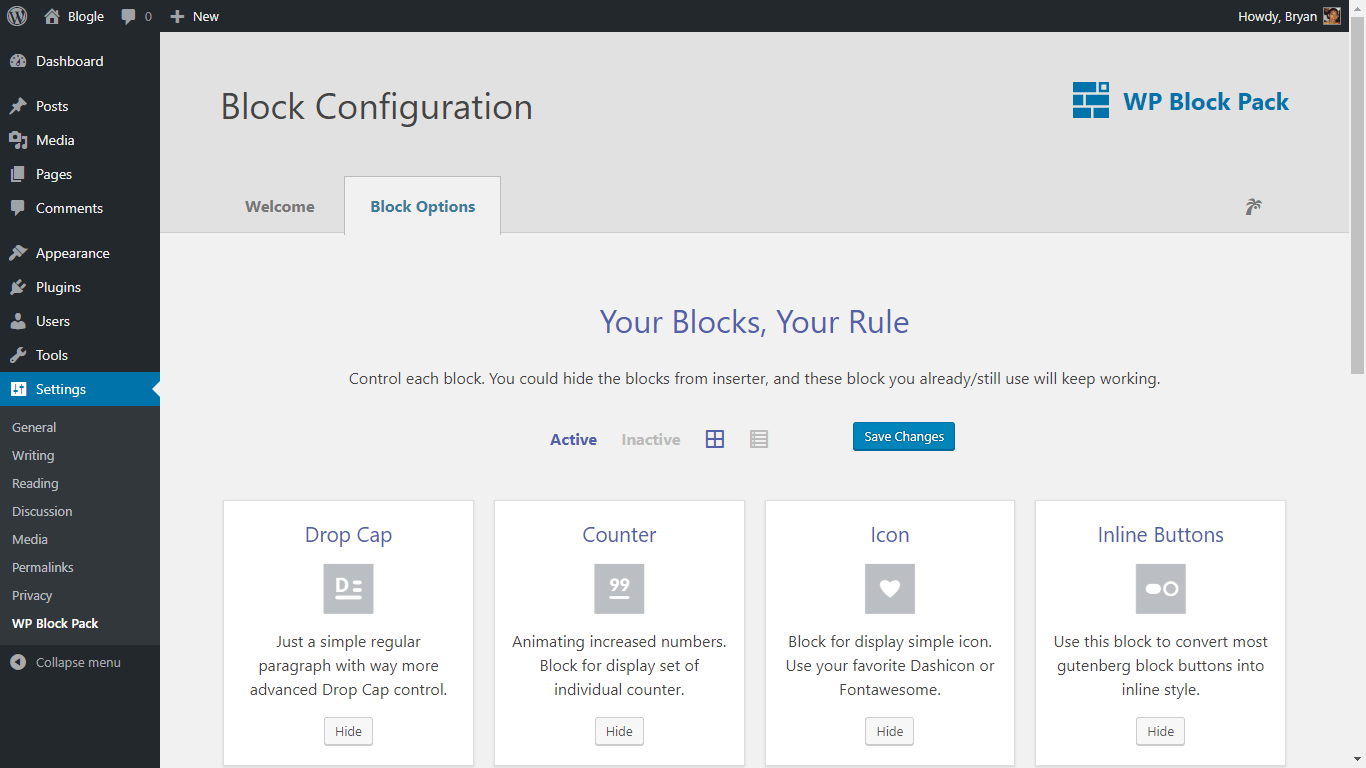 Blogle 0 New Howdy, Bryan
Dashboard
Posts
Media
Pages
Comments
Appearance
Plugins
Users
Tools
Settings
General
Writing
Reading
Discussion
Media
Permalinks
Privacy
WP Block Pack
Collapse menu
Block Configuration
WP Block Pack
Welcome Block Options
Your Blocks, Your Rule
Control each block. You could hide the blocks from inserter, and these block you already/still use will keep working.
Active Inactive Save Changes
Drop Cap
D
Just a simple regular
paragraph with way more
advanced Drop Cap control.
Hide
Counter
99
Animating increased numbers.
Block for display set of
individual counter.
Hide
Icon
Block for display simple icon.
Use your favorite Dashicon or
Fontawesome.
Hide
Inline Buttons
Use this block to convert most
gutenberg block buttons into
inline style.
Hide